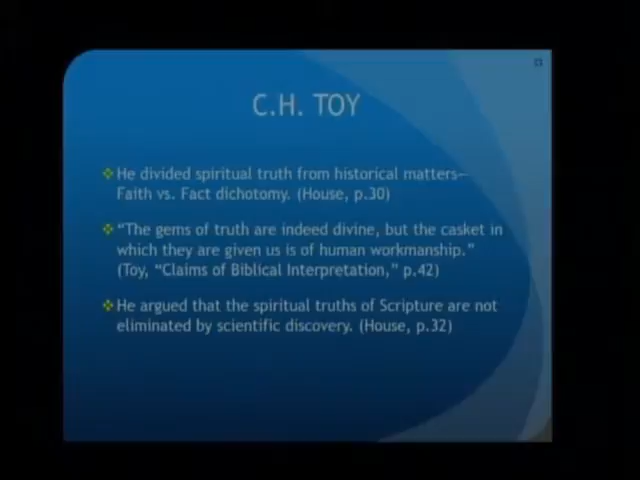 C.H. TOY
He divided spiritual truth from historical matters—
Faith vs. Fact dichotomy. (House, p.30)
“The gems of truth are indeed divine, but the casket in
which they are given us is of human workmanship.”
(Toy, “Claims of Biblical Interpretation,” p.42)
He argued that the spiritual truths of Scripture are not
eliminated by scientific discovery. (House, p.32)